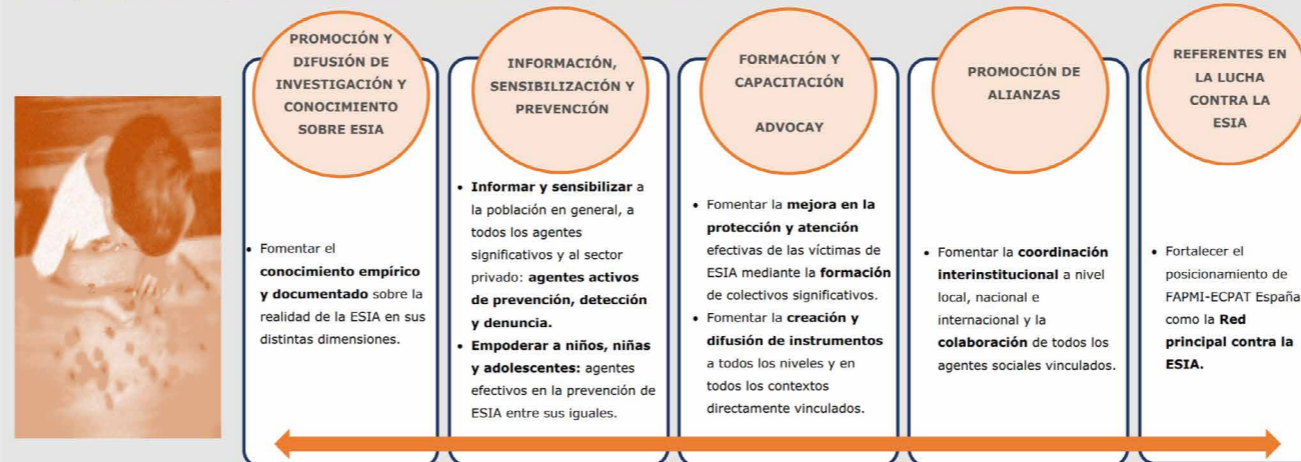 PROMOCIÓN Y
DIFUSIÓN DE
INVESTIGACIÓN Y
CONOCIMIENTO
SOBRE ESIA
• Fomentar el
conocimiento empírico
y documentado sobre la
realidad de la ESIA en sus
distintas dimensiones.
INFORMACIÓN,
SENSIBILIZACIÓN Y
PREVENCIÓN
• Informar y sensibilizar a
la población en general, a
todos los agentes
significativos y al sector
privado: agentes activos
de prevención, detección
y denuncia.
• Empoderar a niños, niñas
y adolescentes: agentes
efectivos en la prevención de
ESIA entre sus iguales.
FORMACIÓN Y
CAPACITACIÓN
ADVOCAY
• Fomentar la mejora en la
protección y atención
efectivas de las víctimas de
ESIA mediante la formación
de colectivos significativos.
• Fomentar la creación y
difusión de instrumentos
a todos los niveles y en
todos los contextos
directamente vinculados.
PROMOCIÓN DE
ALIANZAS
• Fomentar la coordinación
interinstitucional a nivel
local, nacional e
internacional y la
colaboración de todos los
agentes sociales vinculados.
REFERENTES EN
LA LUCHA
CONTRA LA
ESIA
• Fortalecer el
posicionamiento de
FAPMI-ECPAT España
como la Red
principal contra la
ESIA.